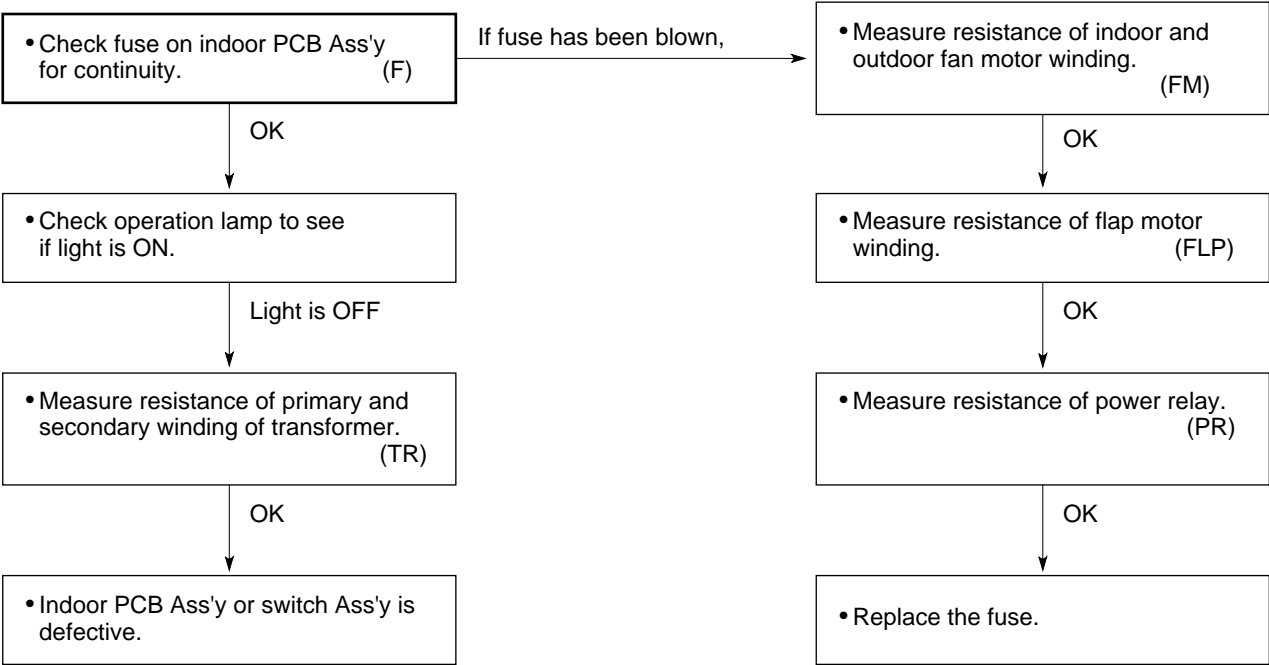 • Check fuse on indoor PCB Ass'y
for continuity. (F)
If fuse has been blown,
• Measure resistance of indoor and
outdoor fan motor winding.
(FM)
OK
OK
• Check operation lamp to see
if light is ON.
• Measure resistance of flap motor
winding. (FLP)
Light is OFF
OK
• Measure resistance of primary and
secondary winding of transformer.
(TR)
• Measure resistance of power relay.
(PR)
OK
OK
• Indoor PCB Ass'y or switch Ass'y is
defective.
• Replace the fuse.